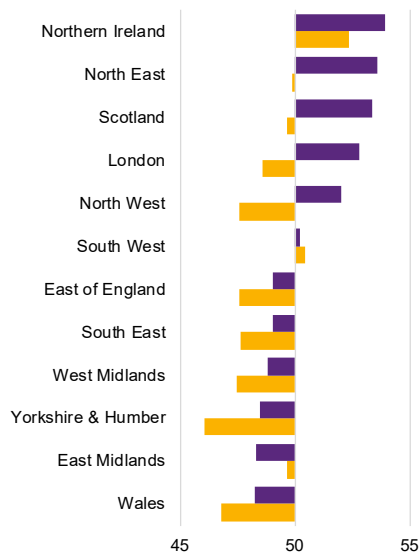 Northern Ireland
North East
Scotland
London
North West
South West
East of England
South East
West Midlands
Yorkshire & Humber
East Midlands
Wales
45 50 55